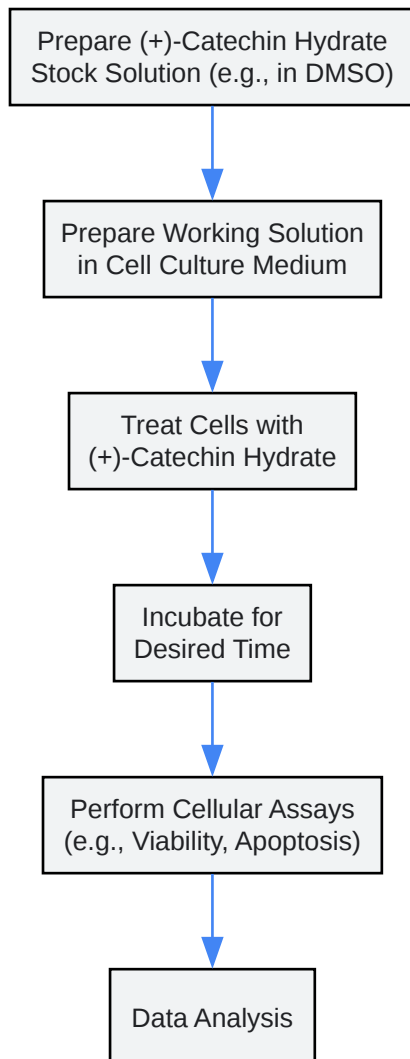 Prepare (+)-Catechin Hydrate
Stock Solution (e.g., in DMSO)
Prepare Working Solution
in Cell Culture Medium
Treat Cells with
(+)-Catechin Hydrate
Incubate for
Desired Time
Perform Cellular Assays
(e.g., Viability, Apoptosis)
Data Analysis